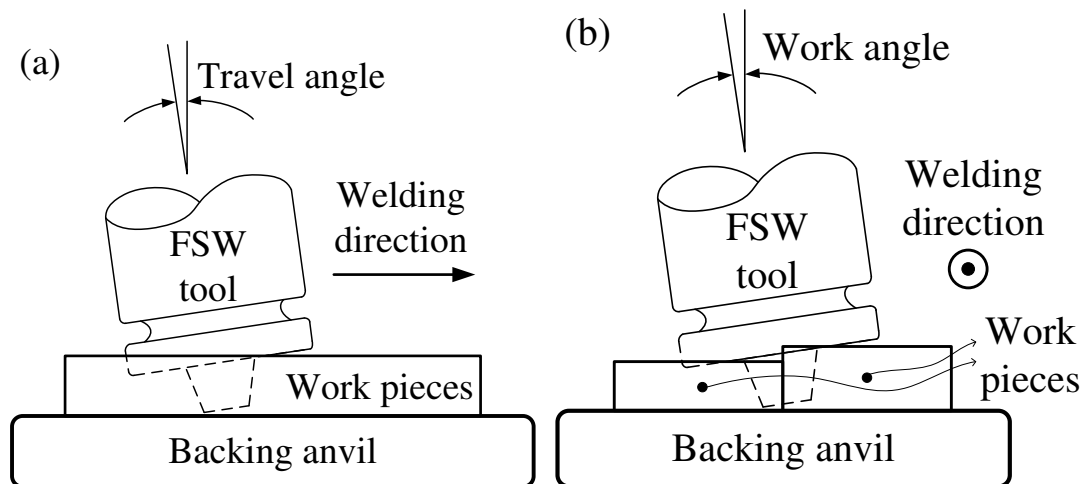 (a)
Travel angle
Welding
direction
FSW
tool
Work pieces
Backing anvil
(b)
Work angle
Welding
direction
FSW
tool
Work
pieces
Backing anvil